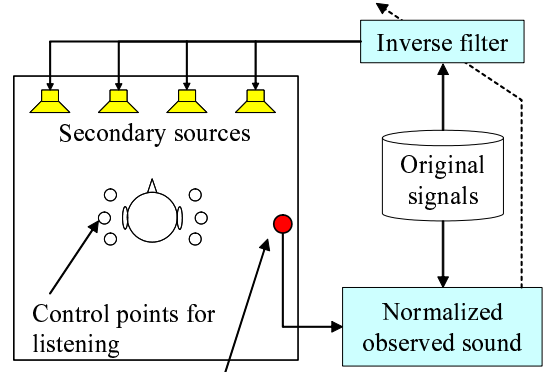 Inverse filter
Secondary sources
Original
signals
Control points for
listening
Normalized
observed sound